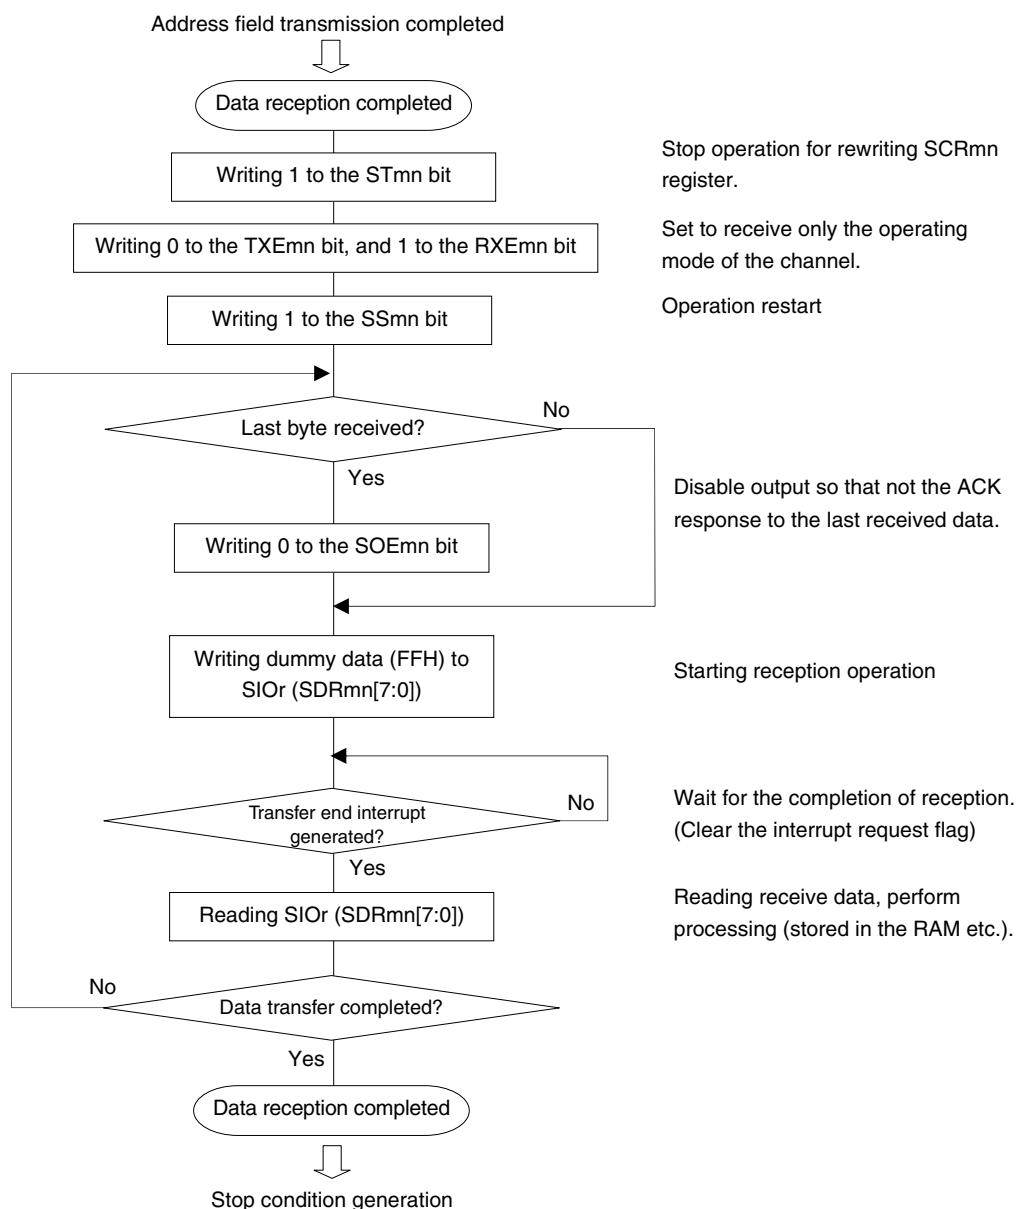 Address field transmission completed
Data reception completed
Writing 1 to the STmn bit
Stop operation for rewriting SCRmn
register.
Writing 0 to the TXEmn bit, and 1 to the RXEmn bit
Set to receive only the operating
mode of the channel.
Writing 1 to the SSmn bit
Operation restart
Last byte received?
No
Yes
Disable output so that not the ACK
response to the last received data.
Writing 0 to the SOEmn bit
Writing dummy data (FFH) to
SIOr (SDRmn[7:0])
Starting reception operation
Transfer end interrupt
generated?
No
Yes
Wait for the completion of reception.
(Clear the interrupt request flag)
Reading SIOr (SDRmn[7:0])
Reading receive data, perform
processing (stored in the RAM etc.).
No
Data transfer completed?
Yes
Data reception completed
Stop condition generation